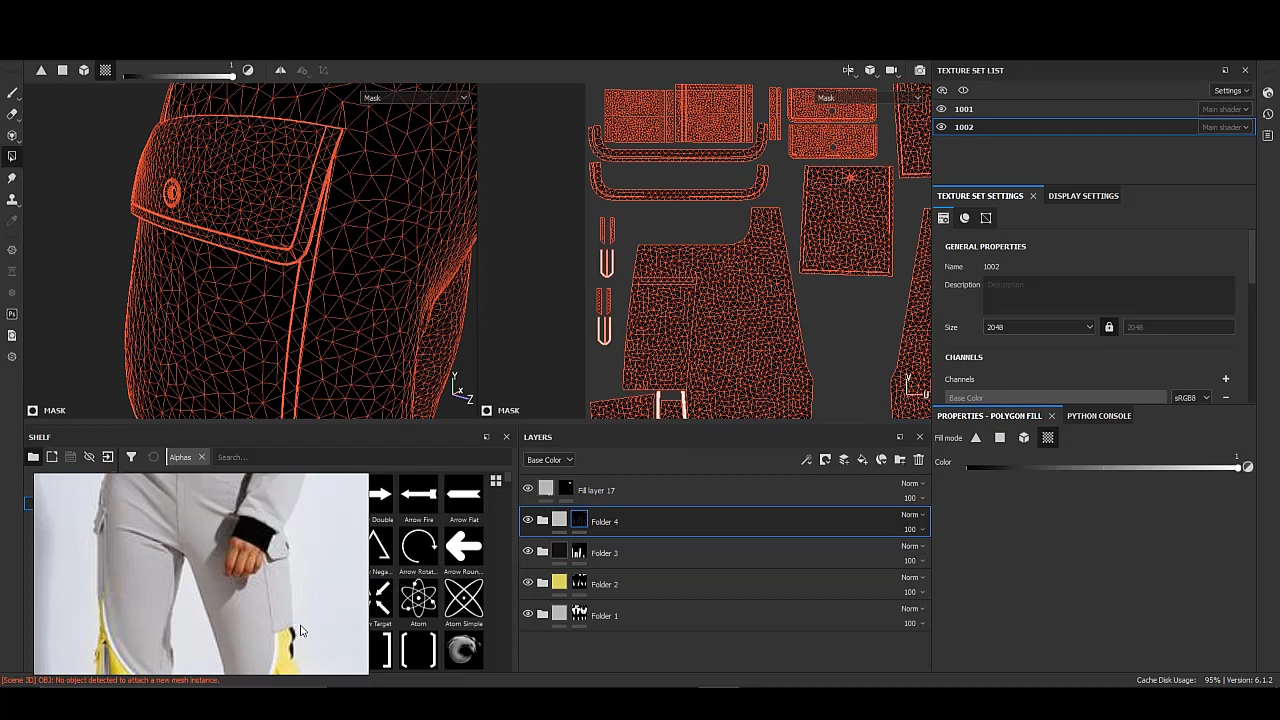 1
Mask
Mask
Y
X
Z
MASK
MASK
TEXTURE SET LIST
Settings
1001
Main shader
1002
Main shader
TEXTURE SET SETTINGS
DISPLAY SETTINGS
GENERAL PROPERTIES
Name 1002
Description Description
Size 2048 2048
CHANNELS
Channels
Base Color sRGB8
PROPERTIES - POLYGON FILL
PYTHON CONSOLE
Fill mode
Color 1
SHELF
Alphas
Search...
Double
Arrow Fire
Arrow Flat
Nega...
Arrow Rotat...
Arrow Roun...
Target
Atom
Atom Simple
LAYERS
Base Color
Fill layer 17 Norm 100
Folder 4 Norm 100
Folder 3 Norm 100
Folder 2 Norm 100
Folder 1 Norm 100
[Scene 3D] OBJ: No object detected to attach a new mesh instance.
Cache Disk Usage: 95% | Version: 6.1.2